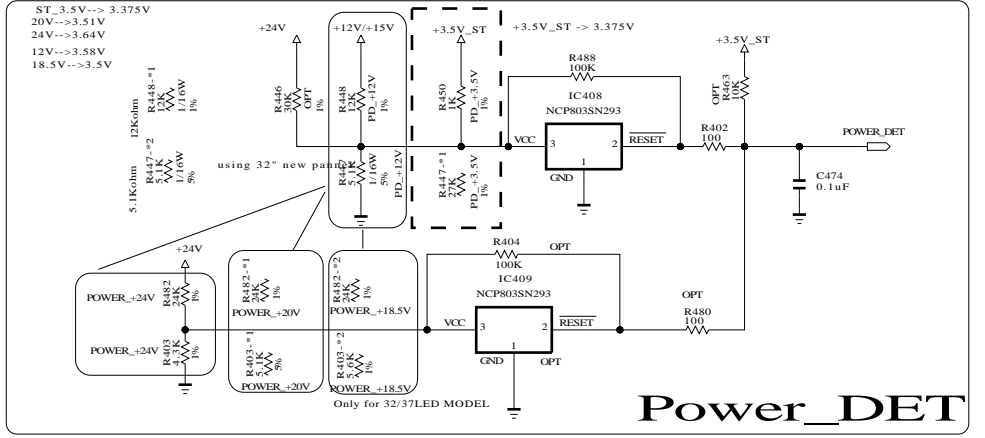 ST_3.5V--> 3.375V
20V-->3.51V
24V-->3.64V
12V-->3.58V
18.5V-->3.5V
12Kohm
R448-*1
12K
1/16W
1%
5.1Kohm
R447-*2
5.1K
1/16W
5%
+24V
R446
30K
OPT
1%
+12V/+15V
R448
12K
PD_+12V
1%
using 32" new pannel
5.1K
1/16W
5%
PD_+12V
+3.5V_ST
R450
1K
PD_+3.5V
1%
R447-*1
27K
PD_+3.5V
1%
+3.5V_ST -> 3.375V
R488
100K
IC408
NCP803SN293
VCC
3
2
RESET
1
GND
R402
100
+3.5V_ST
OPT
R463
10K
POWER_DET
C474
0.1uF
+24V
POWER_+24V
R482
24K
1%
POWER_+24V
R403
4.3K
1%
R482-*1
24K
1%
POWER_+20V
R403-*1
5.1K
5%
POWER_+20V
R482-*2
24K
1%
POWER_+18.5V
R403-*2
5.6K
1%
POWER_+18.5V
Only for 32/37LED MODEL
R404
100K
OPT
IC409
NCP803SN293
VCC
3
2
RESET
1
GND
OPT
OPT
R480
100
Power_DET